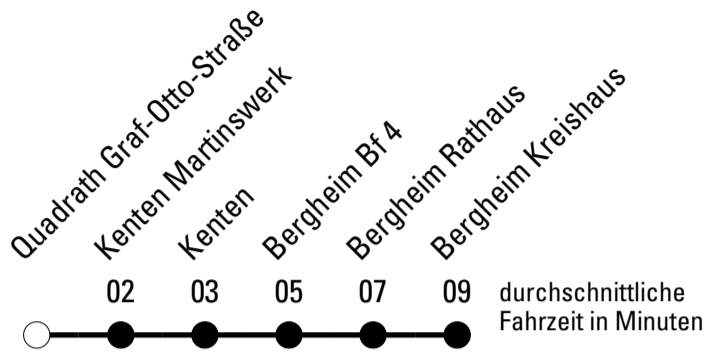 Quadrath Graf-Otto-Straße
Kenten Martinswerk
Kenten
Bergheim Bf 4
Bergheim Rathaus
Bergheim Kreishaus
02 03 05 07 09
durchschnittliche
Fahrzeit in Minuten